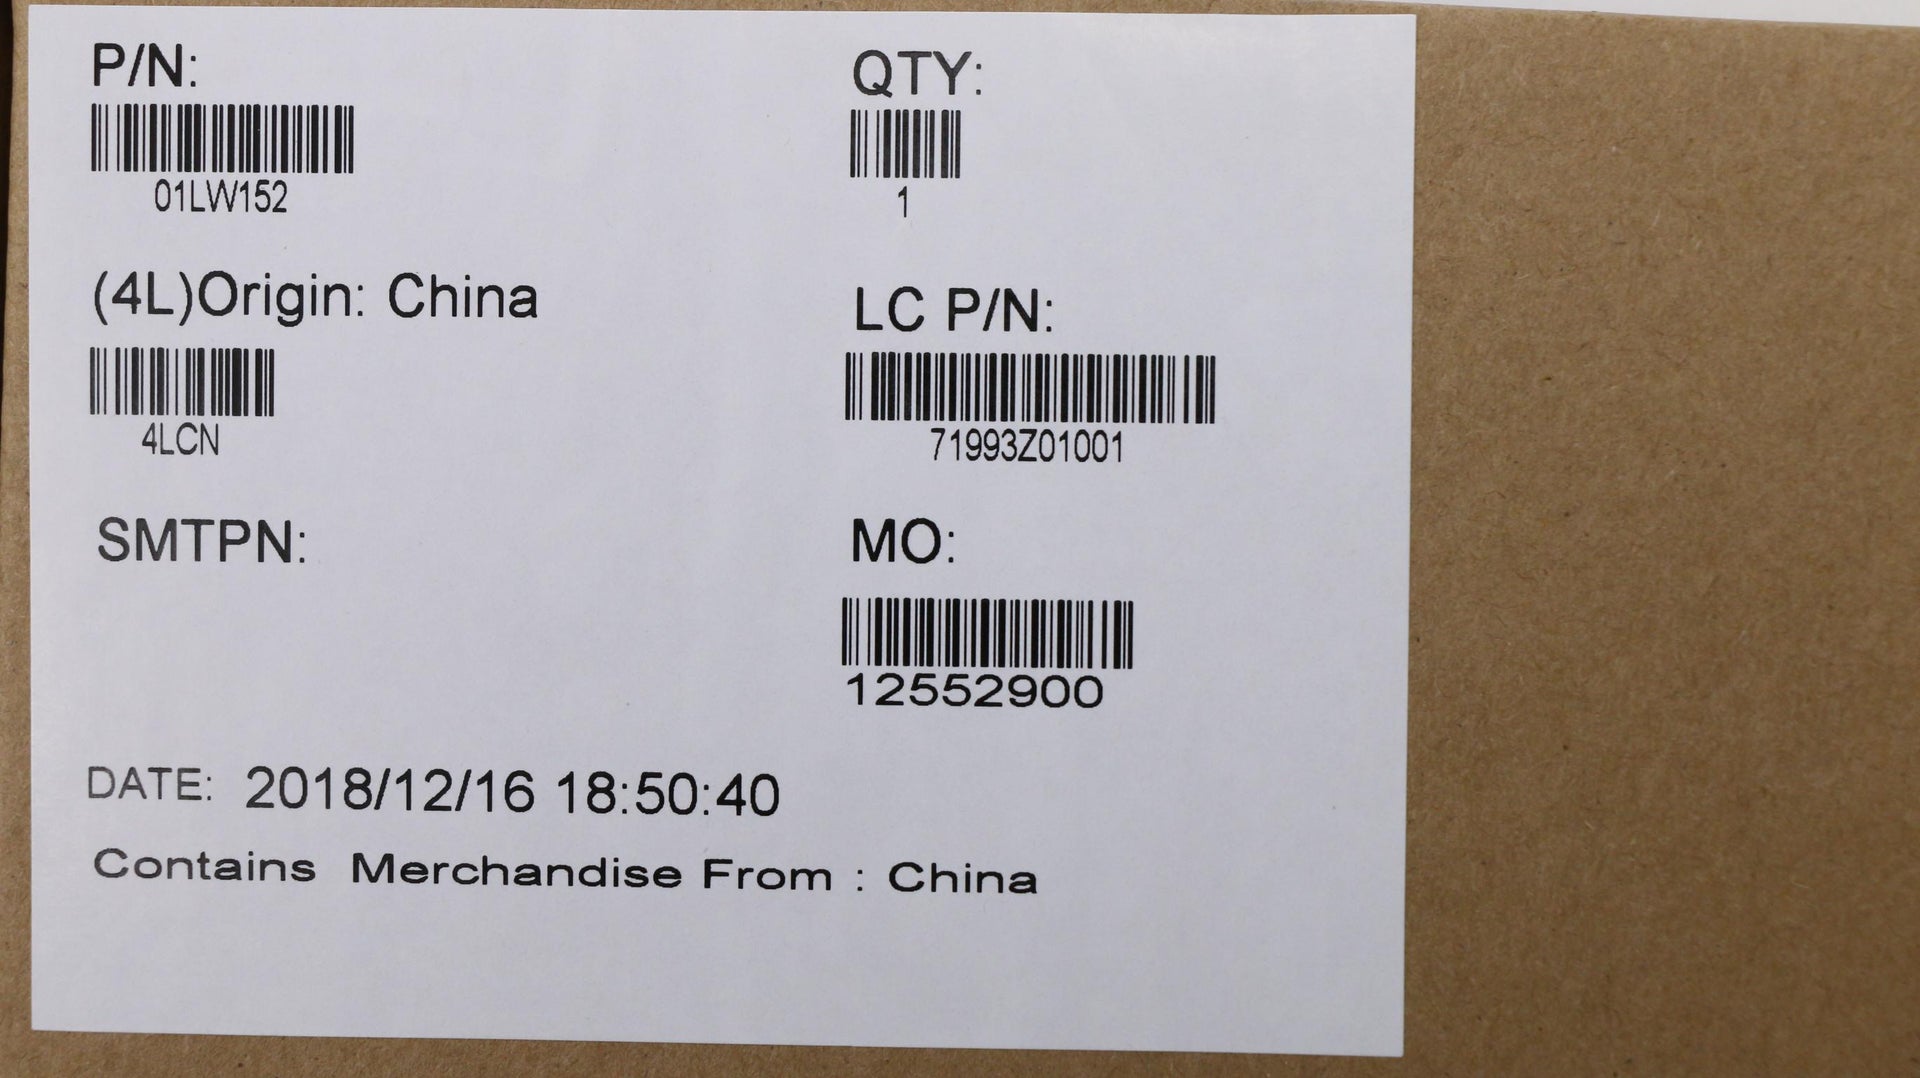 P/N:
01LW152
QTY:
1
(4L)Origin: China
4LCN
LC P/N:
71993Z01001
SMTPN:
MO:
12552900
DATE: 2018/12/16 18:50:40
Contains Merchandise From : China